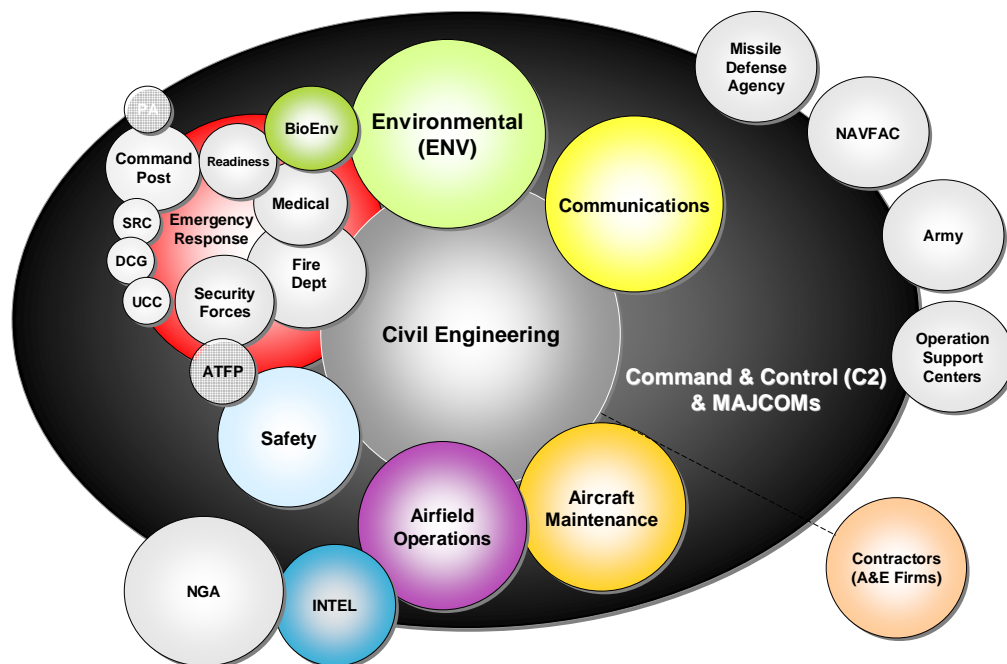 Missile
Defense
Agency
NAVFAC
Army
Operation
Support
Centers
Environmental
(ENV)
Communications
BioEnv
PA
Command
Post
Readiness
Medical
SRC
Emergency
Response
DCG
Fire
Dept
UCC
Security
Forces
ATFP
Civil Engineering
Command & Control (C2)
& MAJCOMs
Safety
Airfield
Operations
Aircraft
Maintenance
NGA
INTEL
Contractors
(A&E Firms)